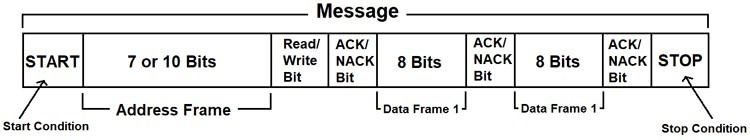 Message
START
7 or 10 Bits
Read/
Write
Bit
ACK/
NACK
Bit
8 Bits
ACK/
NACK
Bit
8 Bits
ACK/
NACK
Bit
STOP
Start Condition
Address Frame
Data Frame 1
Data Frame 1
Stop Condition